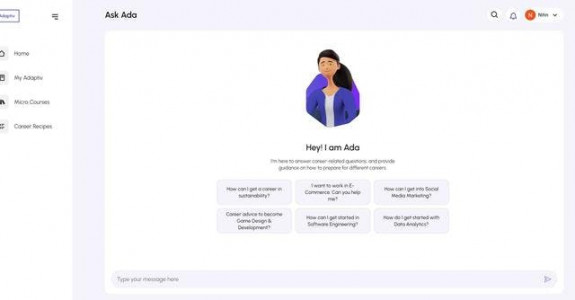 Adaptis
Ask Ada
Home
My Adaptis
Micro Courses
Career Recipes
Hey! I am Ada
I'm here to answer career-related questions, and provide
guidance on how to prepare for different careers.
How can I get a career in
sustainability?
I want to work in E-
Commerce. Can you help
me?
How can I get into Social
Media Marketing?
Career advice to become
Game Design &
Development?
How can I get started in
Software Engineering?
How do I get started with
Data Analytics?
Type your message here